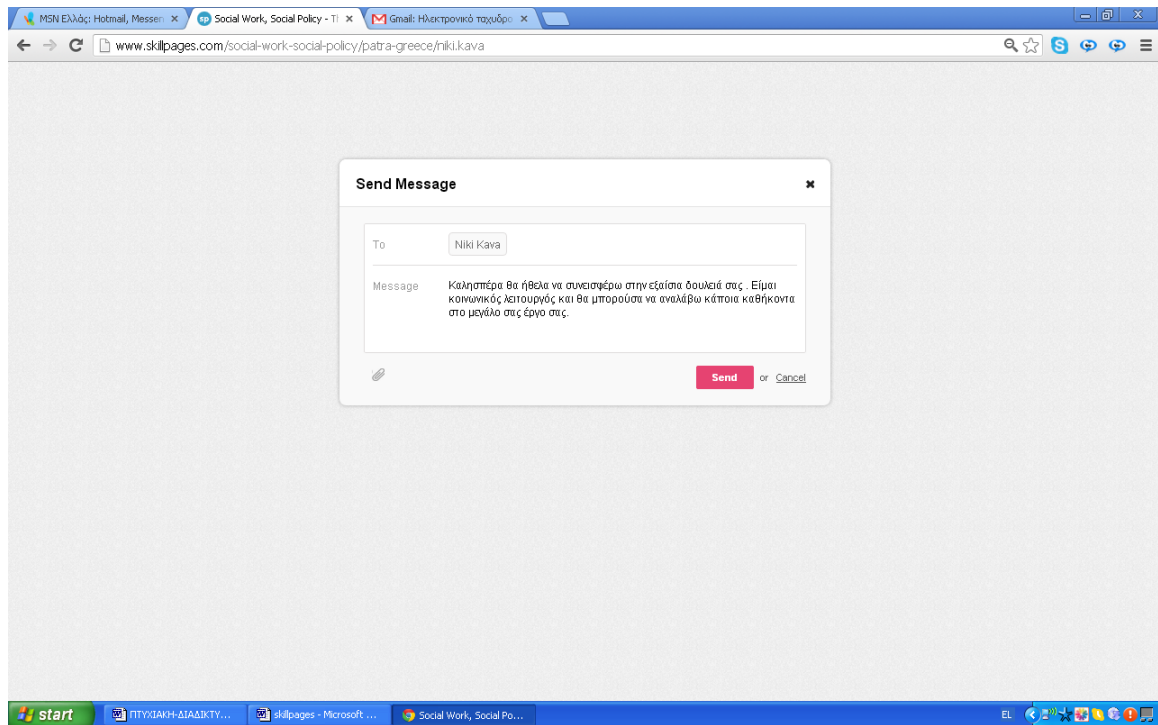 MSN Ελλάς: Hotmail, Messen
Social Work, Social Policy - Th
Gmail: Ηλεκτρονικό ταχυδρο
www.skillpages.com/social-work-social-policy/patra-greece/niki.kava
Send Message
To
Niki Kava
Message
Καλησπέρα θα ήθελα να συνεισφέρω στην εξαίσια δουλειά σας . Είμαι
κοινωνικός λειτουργός και θα μπορούσα να αναλάβω κάποια καθήκοντα
στο μεγάλο σας έργο σας.
Send or Cancel
start
ΠΤΥΧΙΑΚΗ-ΔΙΑΔΙΚΤΥ...
skillpages - Microsoft ...
Social Work, Social Po...
EL